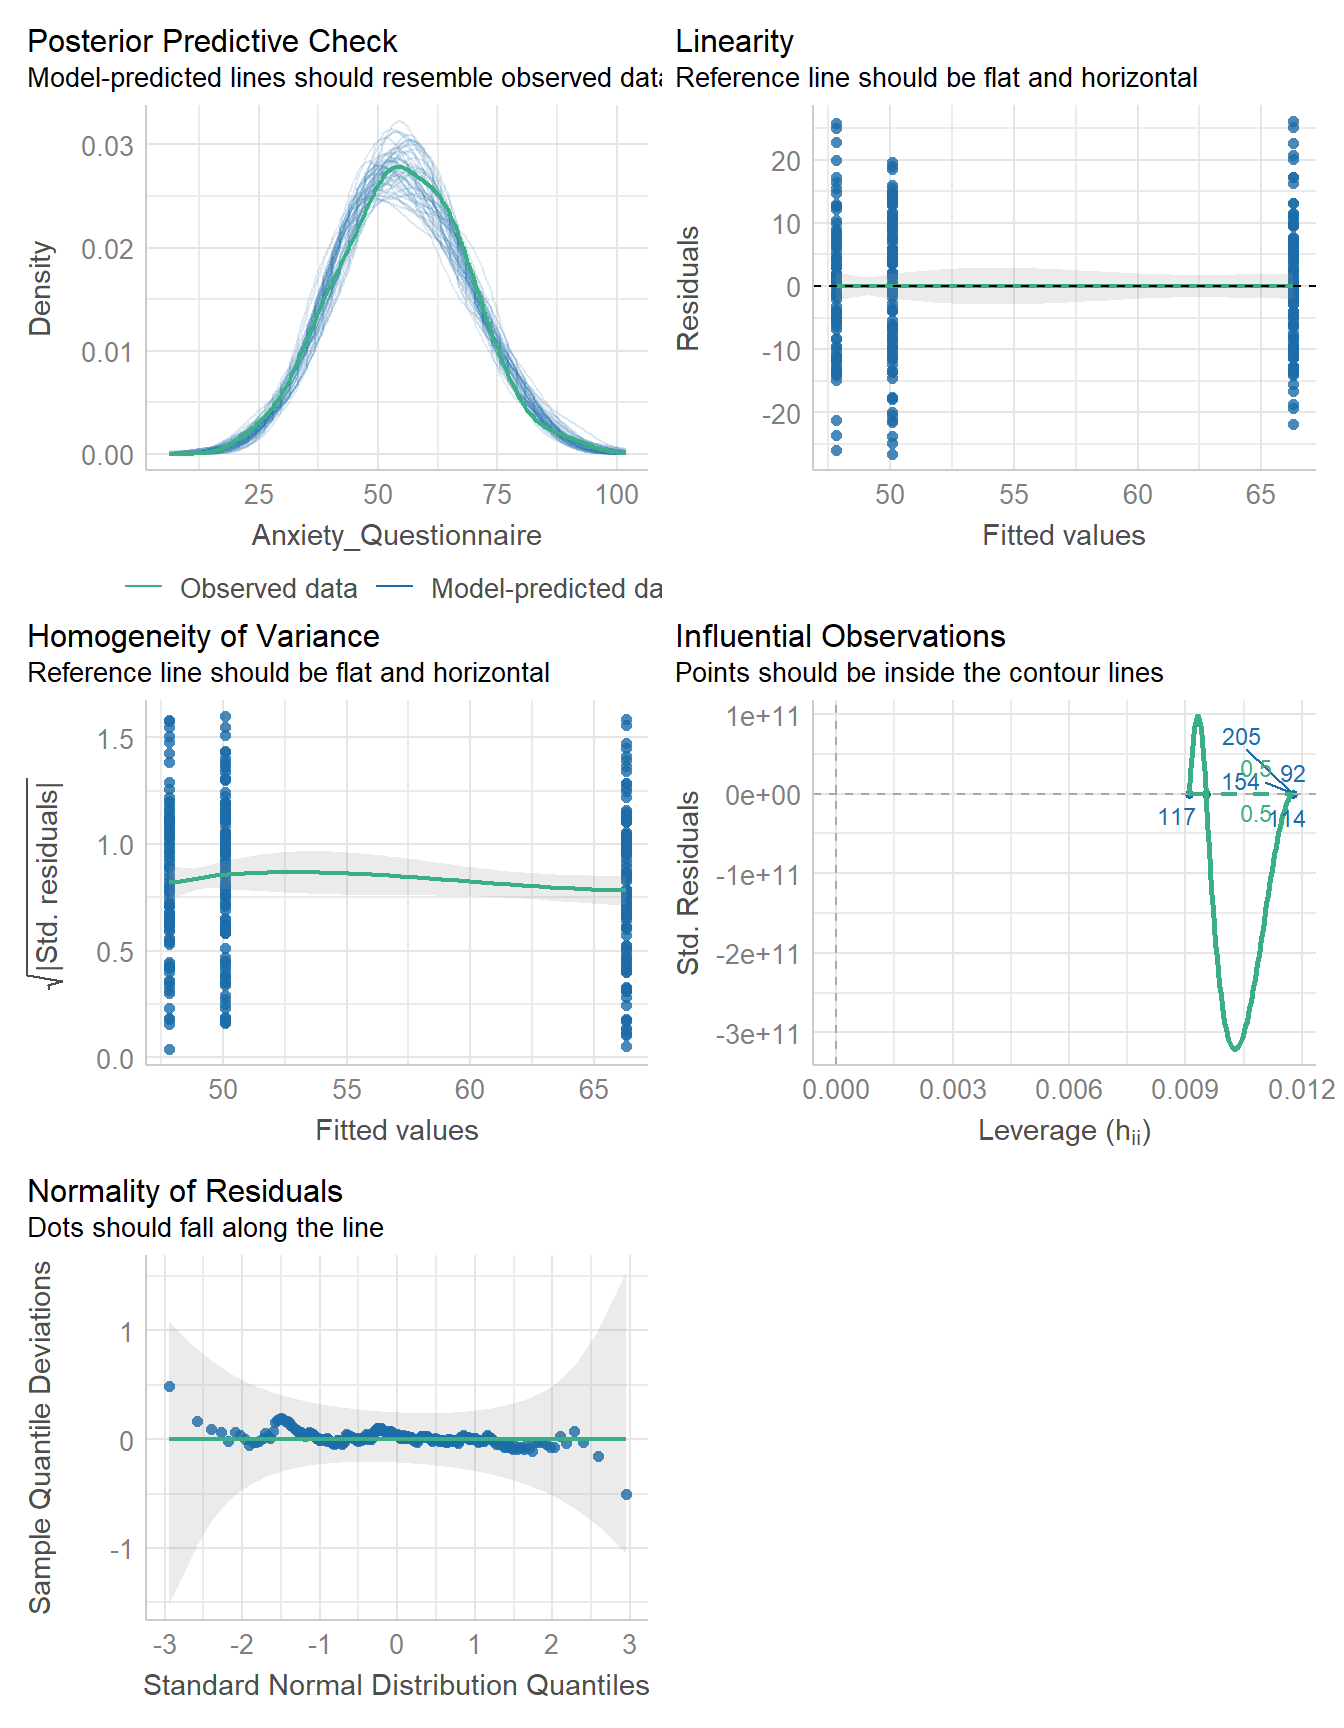 Posterior Predictive Check
Model-predicted lines should resemble observed data
Density
0.03
0.02
0.01
0.00
25 50 75 100
Anxiety_Questionnaire
Observed data Model-predicted da
Linearity
Reference line should be flat and horizontal
Residuals
20
10
0
-10
-20
50 55 60 65
Fitted values
Homogeneity of Variance
Reference line should be flat and horizontal
√|Std. residuals|
1.5
1.0
0.5
0.0
50 55 60 65
Fitted values
Influential Observations
Points should be inside the contour lines
Std. Residuals
1e+11
0e+00
-1e+11
-2e+11
-3e+11
205
0.5
154
92
117
0.5
114
0.000 0.003 0.006 0.009 0.012
Leverage (hii)
Normality of Residuals
Dots should fall along the line
Sample Quantile Deviations
1
0
-1
-3 -2 -1 0 1 2 3
Standard Normal Distribution Quantiles